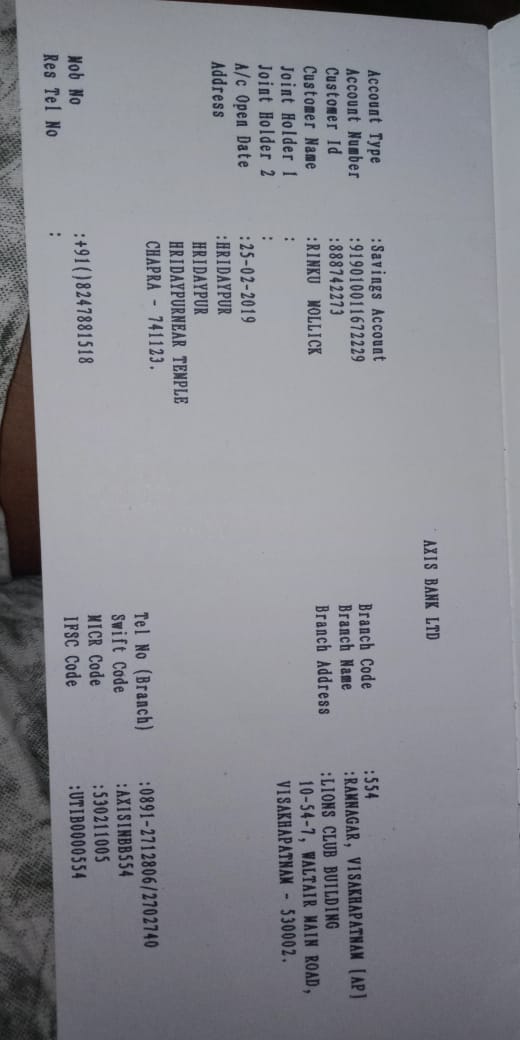 AXIS BANK LTD
Account Type :Savings Account
Account Number :919010011672229
Customer Id :888742273
Customer Name :RINKU MOLLICK
Joint Holder 1 :
Joint Holder 2 :
A/c Open Date :25-02-2019
Address :HRIDAYPUR
HRIDAYPUR
HRIDAYPURNEAR TEMPLE
CHAPRA - 741123.
Mob No :+91()8247881518
Res Tel No :
Branch Code :554
Branch Name :RAMNAGAR, VISAKHAPATNAM [AP]
Branch Address :LIONS CLUB BUILDING
10-54-7, WALTAIR MAIN ROAD,
VISAKHAPATNAM - 530002.
Tel No (Branch) :0891-2712806/2702740
Swift Code :AXISINBB554
MICR Code :530211005
IFSC Code :UTIB0000554